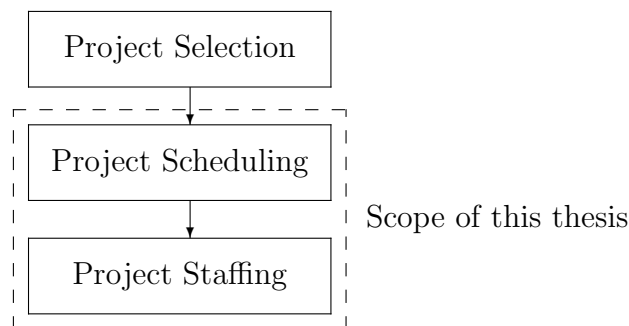 Project Selection
Project Scheduling
Scope of this thesis
Project Staffing